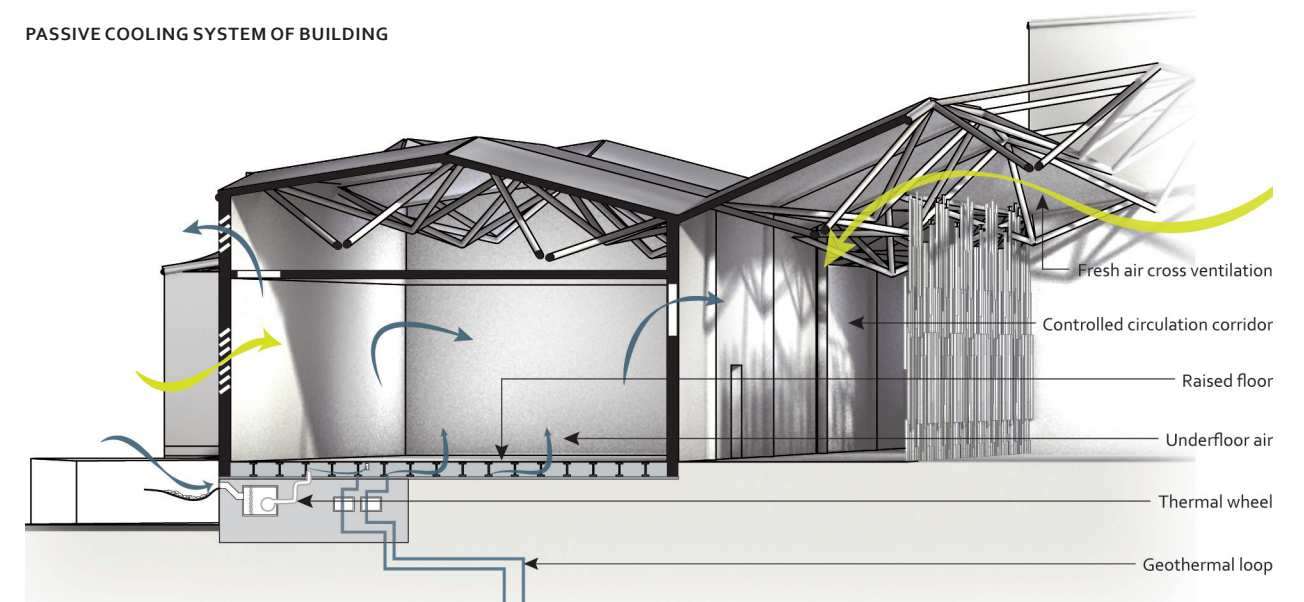 PASSIVE COOLING SYSTEM OF BUILDING
Fresh air cross ventilation
Controlled circulation corridor
Raised floor
Underfloor air
Thermal wheel
Geothermal loop